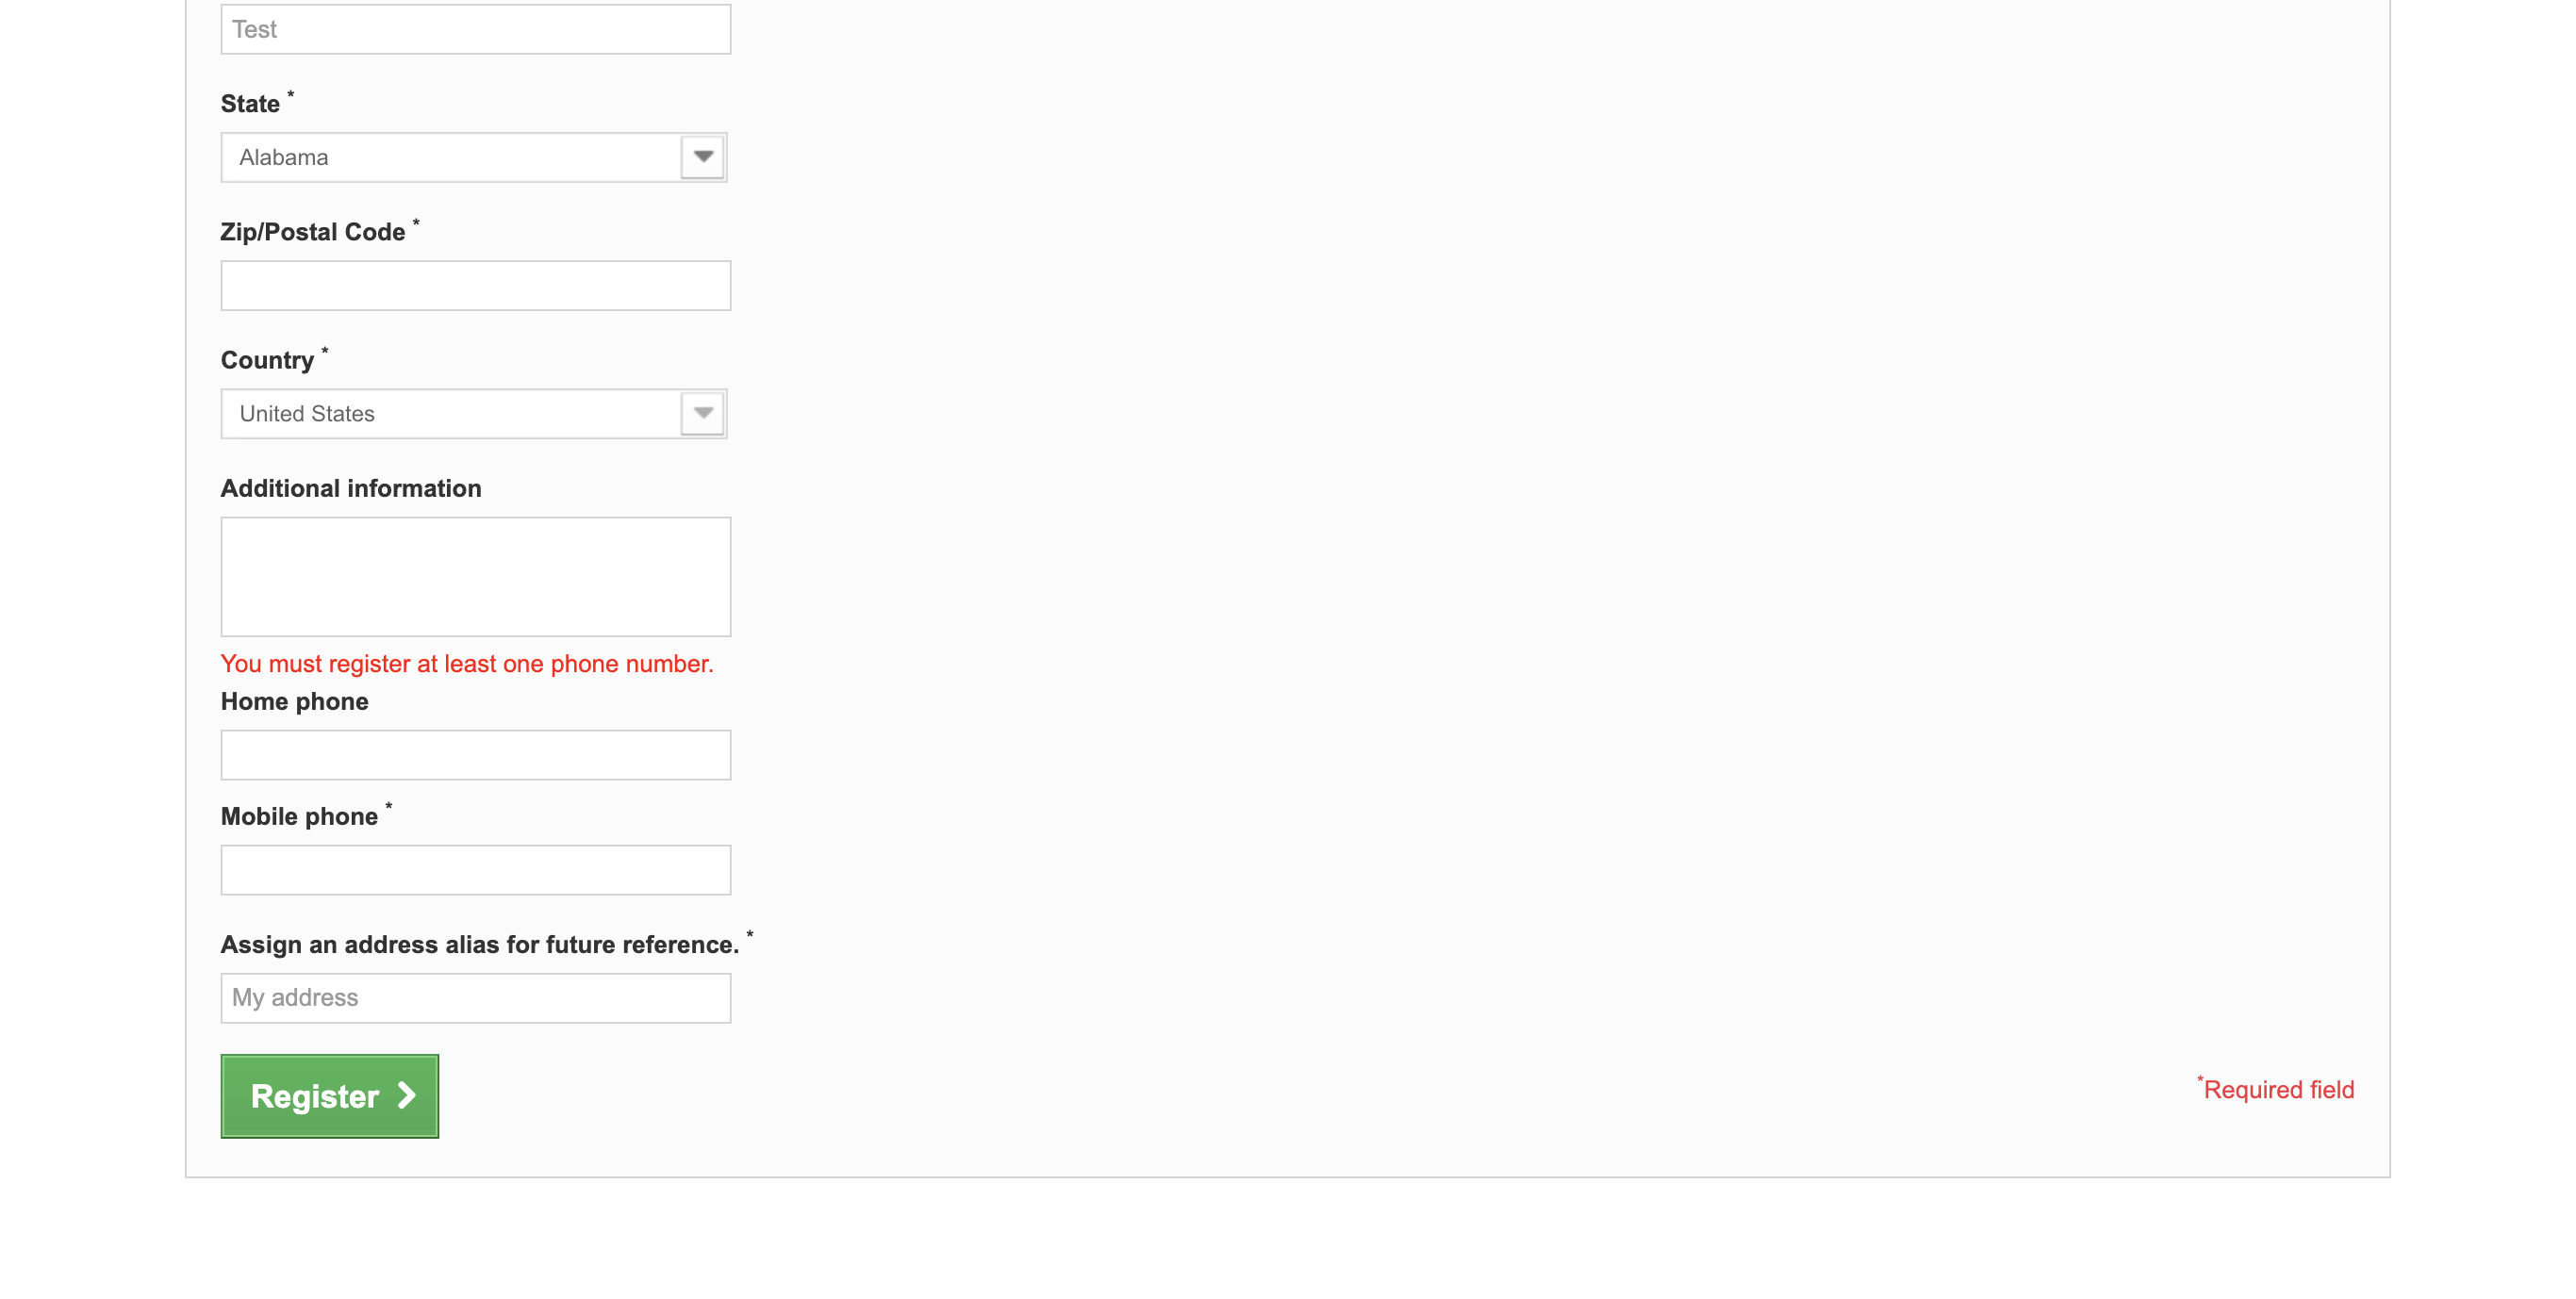 Test
State *
Alabama
Zip/Postal Code *
Country *
United States
Additional information
You must register at least one phone number.
Home phone
Mobile phone *
Assign an address alias for future reference. *
My address
Register
*Required field